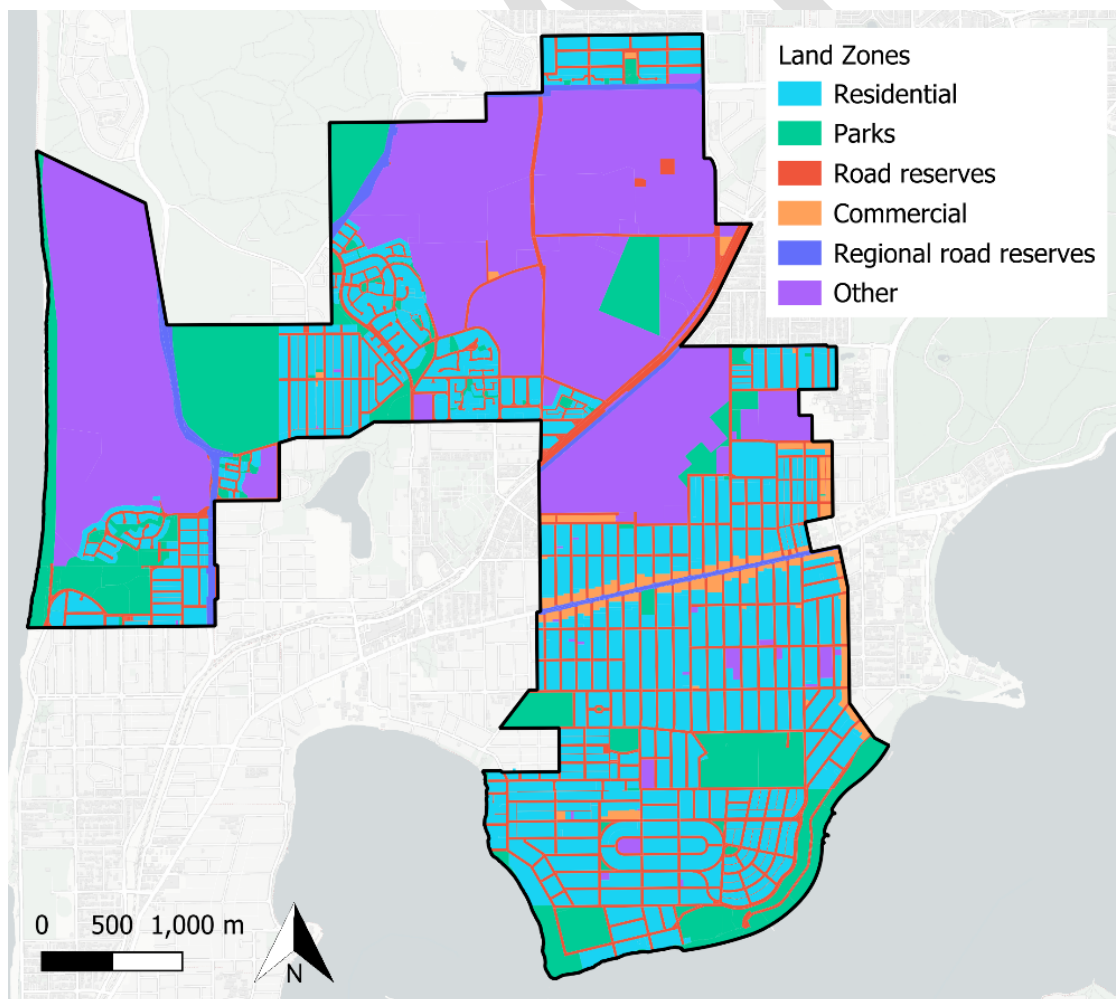 Land Zones
Residential
Parks
Road reserves
Commercial
Regional road reserves
Other
0 500 1,000 m
N